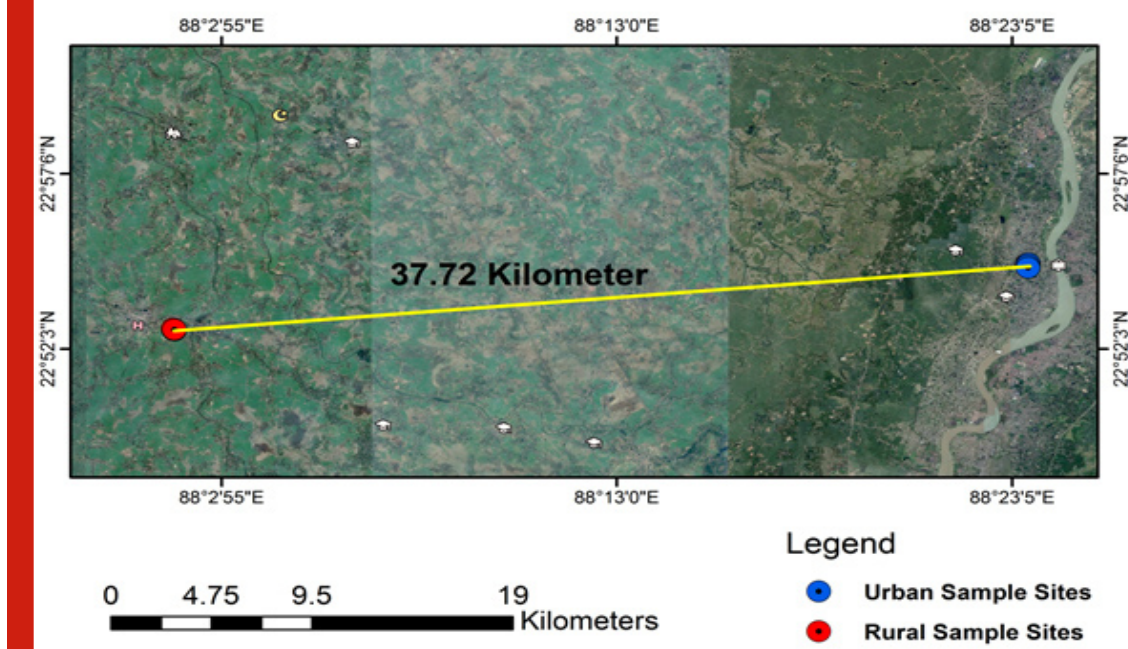 88°2'55"E 88°13'0"E 88°23'5"E
22°57'6"N 22°57'6"N
37.72 Kilometer
H
22°52'3"N 22°52'3"N
88°2'55"E 88°13'0"E 88°23'5"E
Legend
0 4.75 9.5 19
Kilometers
Urban Sample Sites
Rural Sample Sites